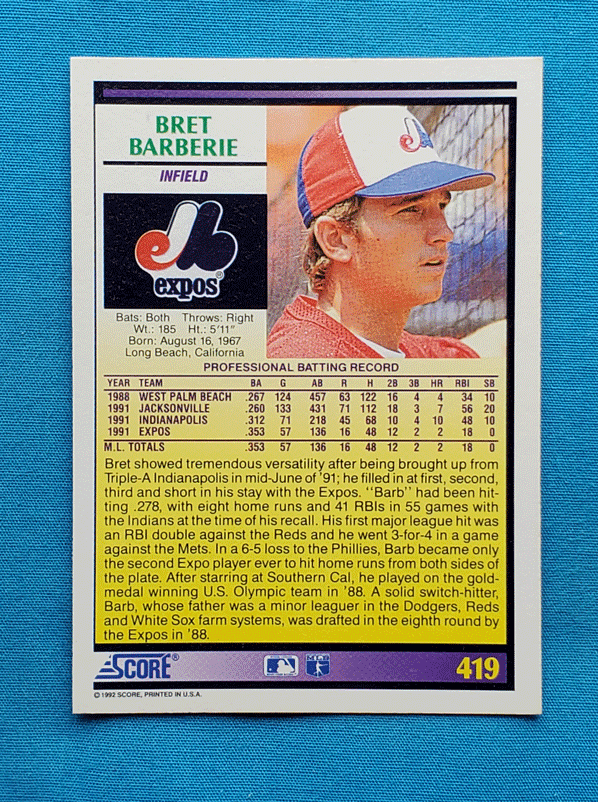 BRET
BARBERIE
INFIELD
expos®
Bats: Both Throws: Right
Wt.: 185 Ht.: 5'11"
Born: August 16, 1967
Long Beach, California
PROFESSIONAL BATTING RECORD
YEAR TEAM BA G AB R H 2B 3B HR RBI SB
1988 WEST PALM BEACH .267 124 457 63 122 16 4 4 34 10
1991 JACKSONVILLE .260 133 431 71 112 18 3 7 56 20
1991 INDIANAPOLIS .312 71 218 45 68 10 4 10 48 10
1991 EXPOS .353 57 136 16 48 12 2 2 18 0
M.L. TOTALS .353 57 136 16 48 12 2 2 18 0
Bret showed tremendous versatility after being brought up from
Triple-A Indianapolis in mid-June of '91; he filled in at first, second,
third and short in his stay with the Expos. "Barb" had been hit-
ting .278, with eight home runs and 41 RBIs in 55 games with
the Indians at the time of his recall. His first major league hit was
an RBI double against the Reds and he went 3-for-4 in a game
against the Mets. In a 6-5 loss to the Phillies, Barb became only
the second Expo player ever to hit home runs from both sides of
the plate. After starring at Southern Cal, he played on the gold-
medal winning U.S. Olympic team in '88. A solid switch-hitter,
Barb, whose father was a minor leaguer in the Dodgers, Reds
and White Sox farm systems, was drafted in the eighth round by
the Expos in '88.
SCORE® 419
© 1992 SCORE, PRINTED IN U.S.A.